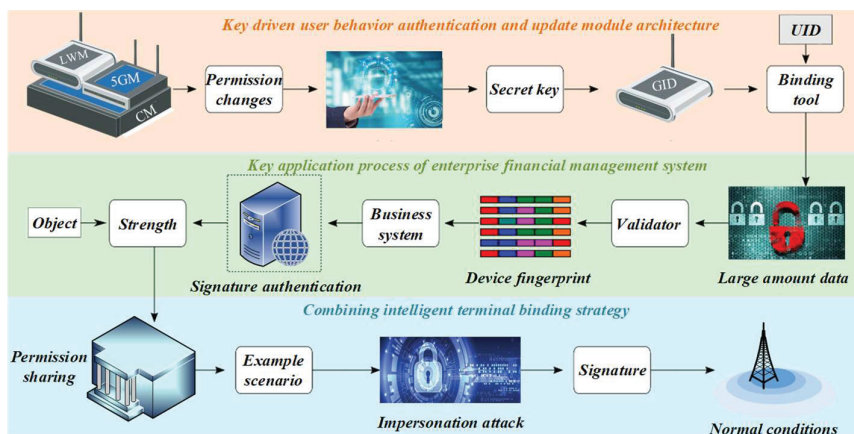 Key driven user behavior authentication and update module architecture
UID
LWM
5GM
CM
Permission
changes
Secret key
GID
Binding
tool
Key application process of enterprise financial management system
Object
Strength
Signature authentication
Business
system
Device fingerprint
Validator
Large amount data
Combining intelligent terminal binding strategy
Permission
sharing
Example
scenario
Impersonation attack
Signature
Normal conditions